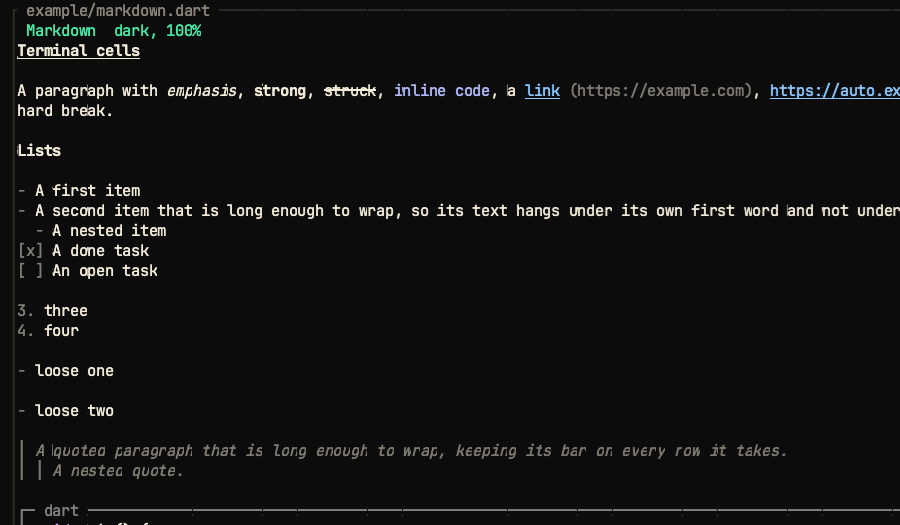 example/markdown.dart
Markdown  dark, 100%
Terminal cells
A paragraph with emphasis, strong, struck, inline code, a link (https://example.com), https://auto.ex
hard break.
Lists
- A first item
- A second item that is long enough to wrap, so its text hangs under its own first word and not under
- A nested item
[x] A done task
[ ] An open task
3. three
4. four
- loose one
- loose two
A quoted paragraph that is long enough to wrap, keeping its bar on every row it takes.
A nested quote.
dart